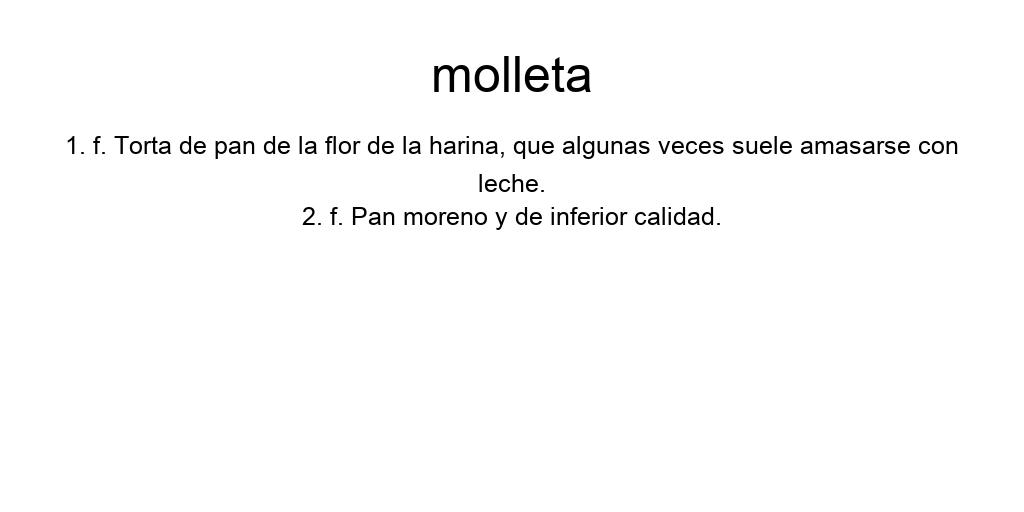 molleta
1. f. Torta de pan de la flor de la harina, que algunas veces suele amasarse con
leche.
2. f. Pan moreno y de inferior calidad.